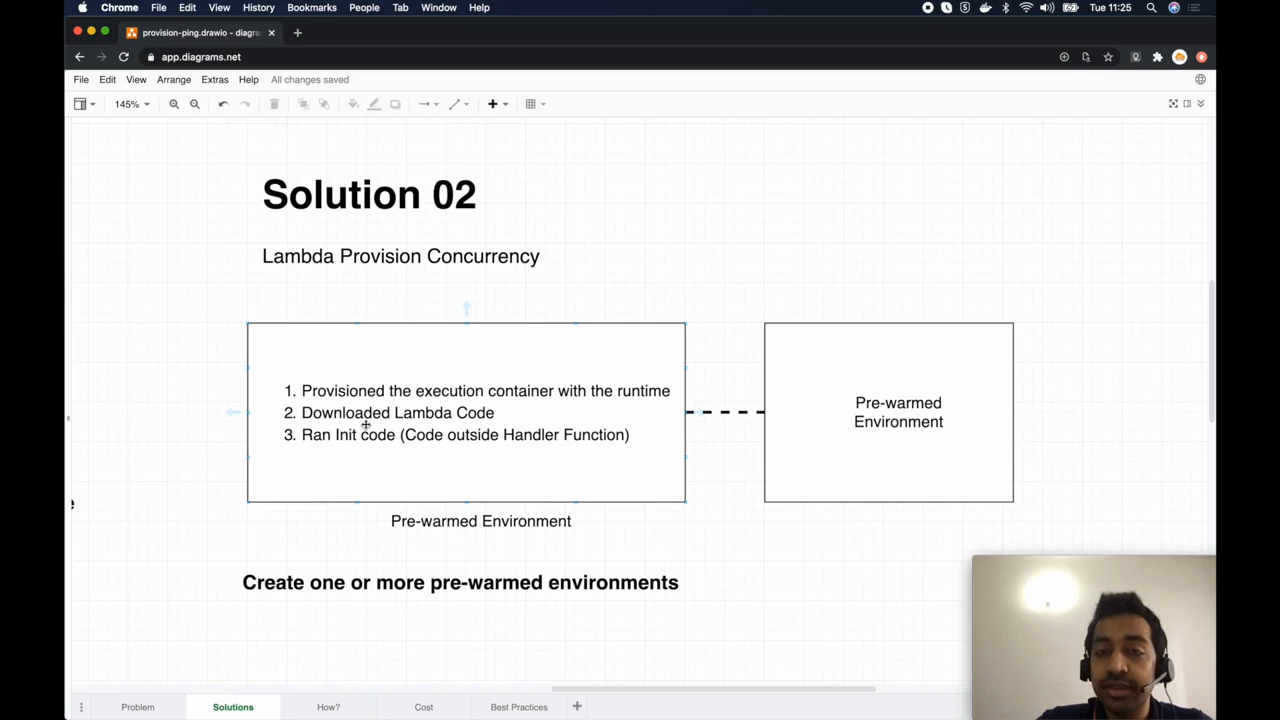 Chrome File Edit View History Bookmarks People Tab Window Help
Tue 11:25
provision-ping.drawio - diagra
app.diagrams.net
File Edit View Arrange Extras Help All changes saved
145%
Solution 02
Lambda Provision Concurrency
1. Provisioned the execution container with the runtime
2. Downloaded Lambda Code
3. Ran Init code (Code outside Handler Function)
Pre-warmed
Environment
Pre-warmed Environment
Create one or more pre-warmed environments
Problem Solutions How? Cost Best Practices